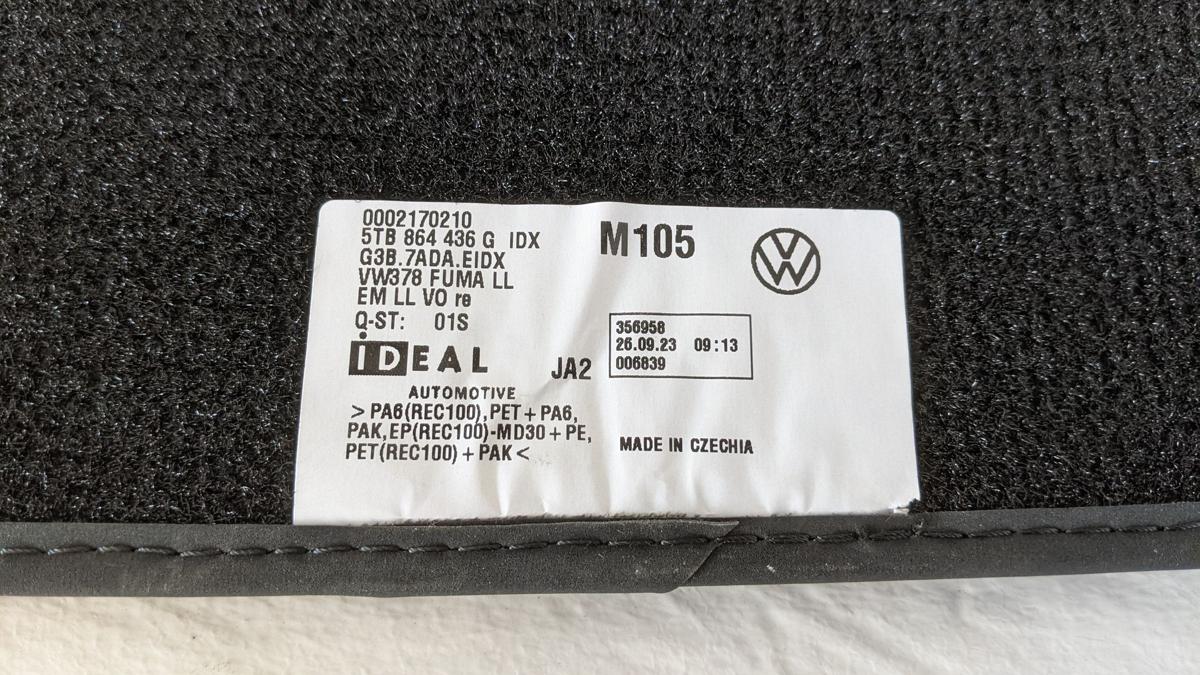 0002170210
5TB 864 436 G IDX
G3B.7ADA.EIDX
VW378 FUMA LL
EM LL VO re
Q-ST: 01S
IDEAL
AUTOMOTIVE
JA2
> PA6(REC100),PET+PA6,
PAK,EP(REC100)-MD30+PE,
PET(REC100)+PAK<
M105
VW
356958
26.09.23 09:13
006839
MADE IN CZECHIA